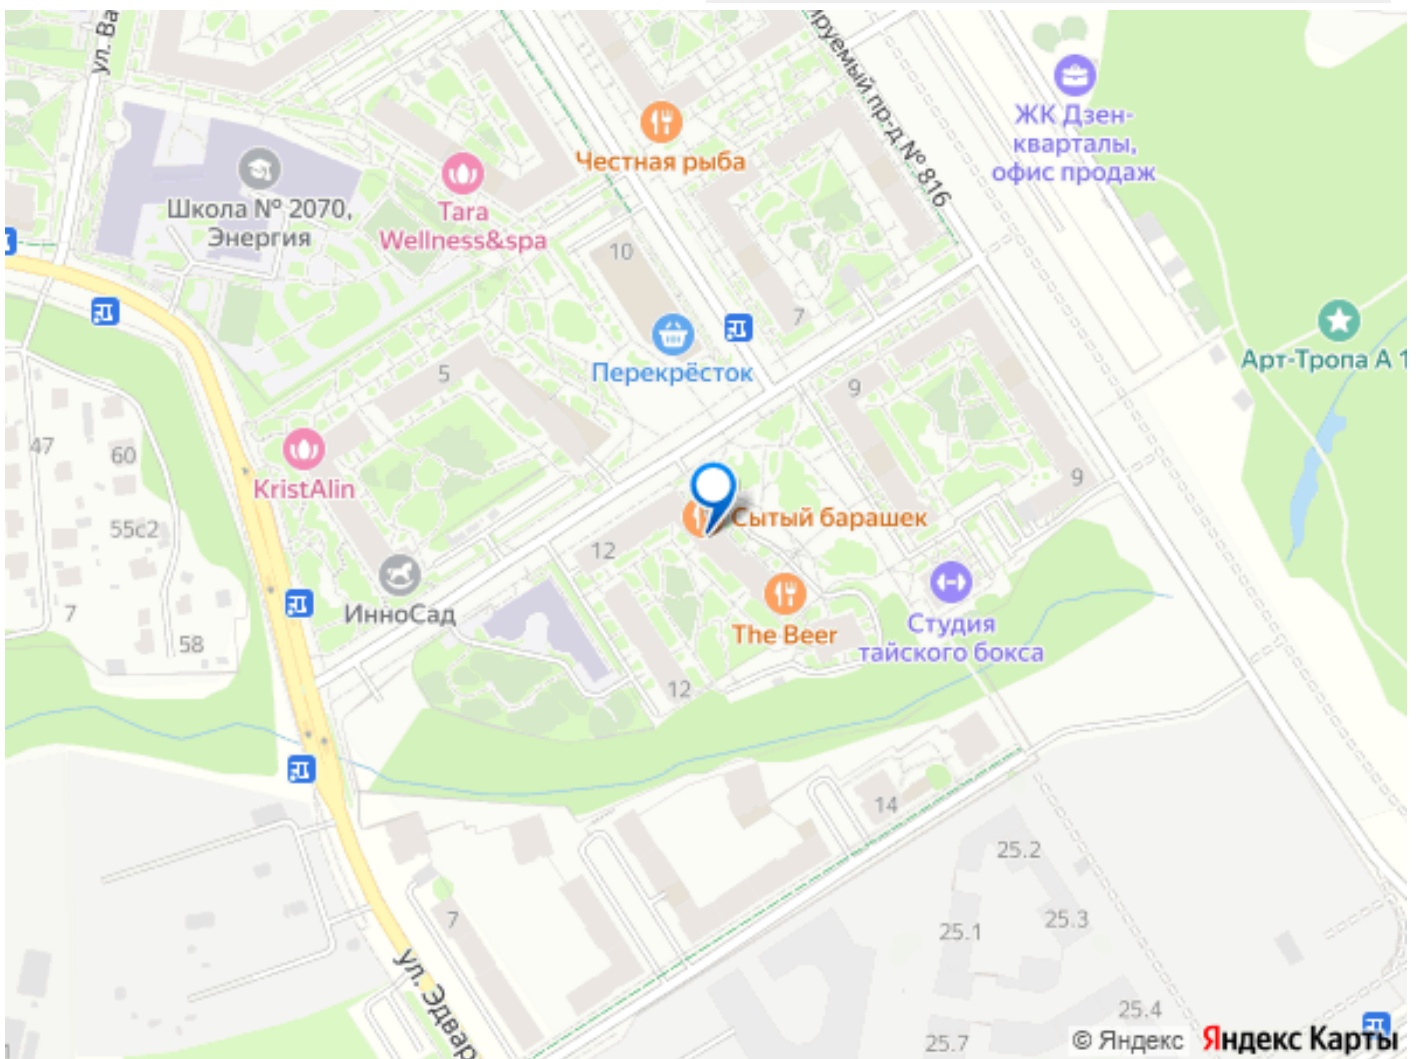 ул. Ва
ируемый пр-д № 816
ЖК Дзен-
кварталы,
офис продаж
Честная рыба
Школа № 2070,
Энергия
Tara
Wellness&spa
10
7
Перекрёсток
Арт-Тропа А 1
5
9
47
60
KristAlin
9
55с2
Сытый барашек
12
7
ИнноСад
58
The Beer
Студия
тайского бокса
12
14
25.2
7
25.1
25.3
ул. Эдвар
25.4
25.7
© Яндекс
Яндекс Карты